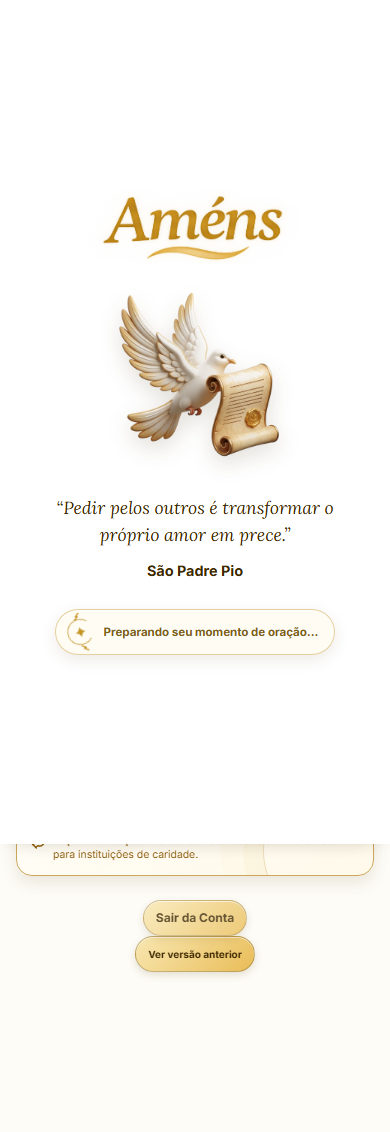 Améns
“Pedir pelos outros é transformar o
próprio amor em prece.”
São Padre Pio
Preparando seu momento de oração...
para instituições de caridade.
Sair da Conta
Ver versão anterior